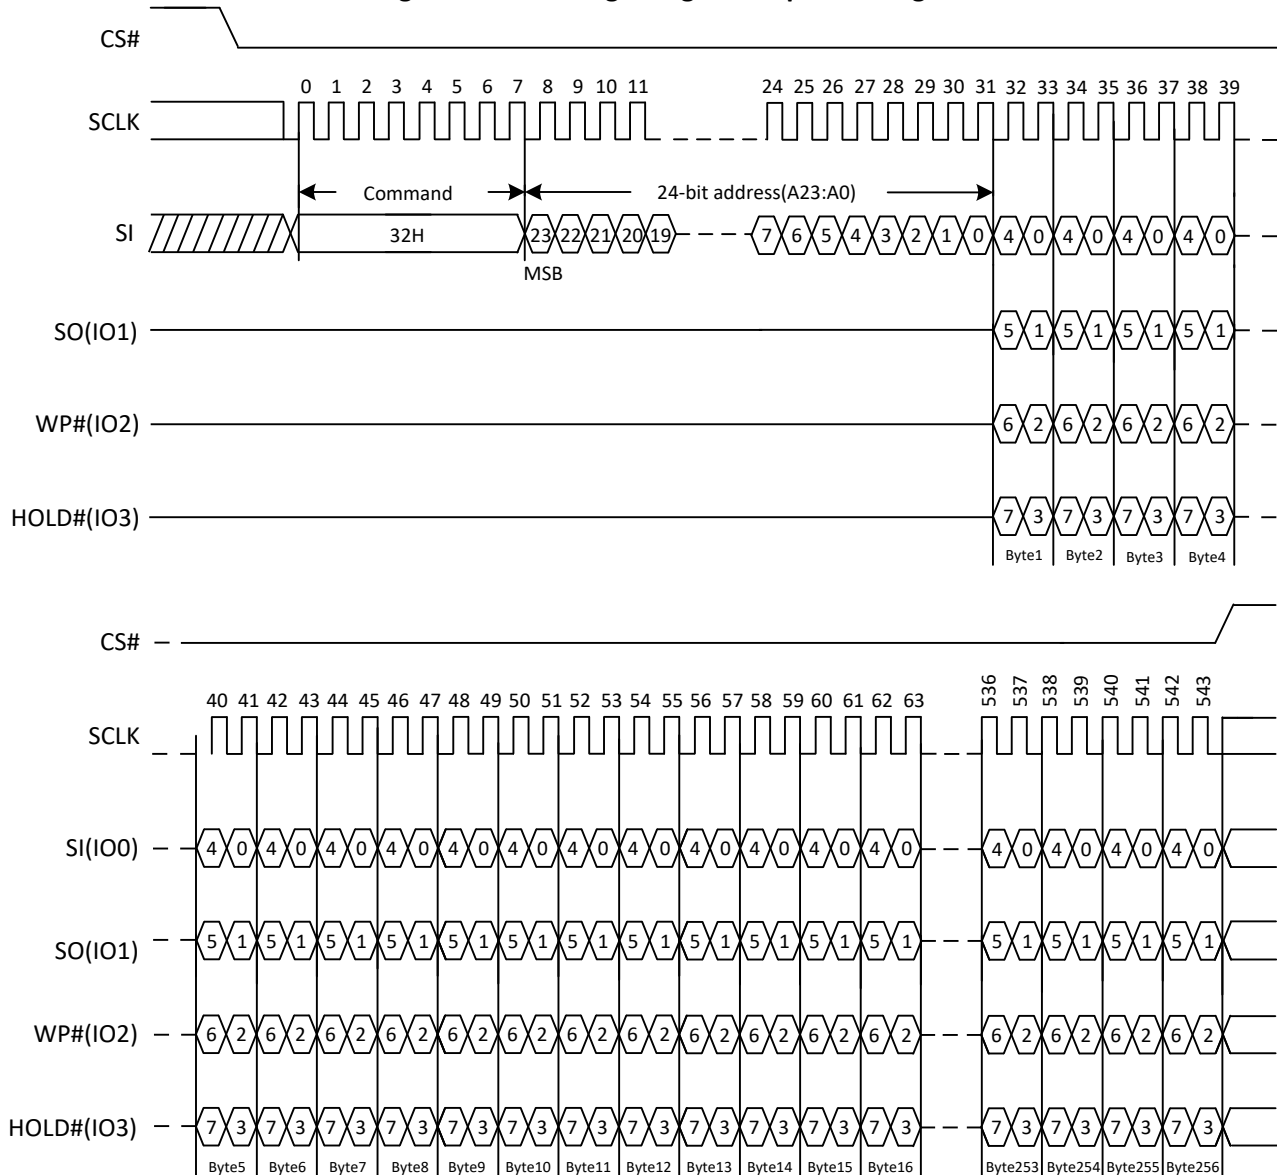 CS#
0 1 2 3 4 5 6 7 8 9 10 11 24 25 26 27 28 29 30 31 32 33 34 35 36 37 38 39
SCLK
Command 24-bit address(A23:A0)
SI 32H 23 22 21 20 19 7 6 5 4 3 2 1 0 4 0 4 0 4 0 4 0
MSB
SO(IO1) 5 1 5 1 5 1 5 1
WP#(IO2) 6 2 6 2 6 2 6 2
HOLD#(IO3) 7 3 7 3 7 3 7 3
Byte1 Byte2 Byte3 Byte4
CS#
40 41 42 43 44 45 46 47 48 49 50 51 52 53 54 55 56 57 58 59 60 61 62 63 536 537 538 539 540 541 542 543
SCLK
SI(IO0) 4 0 4 0 4 0 4 0 4 0 4 0 4 0 4 0 4 0 4 0 4 0 4 0 4 0 4 0 4 0 4 0
SO(IO1) 5 1 5 1 5 1 5 1 5 1 5 1 5 1 5 1 5 1 5 1 5 1 5 1 5 1 5 1 5 1 5 1
WP#(IO2) 6 2 6 2 6 2 6 2 6 2 6 2 6 2 6 2 6 2 6 2 6 2 6 2 6 2 6 2 6 2 6 2
HOLD#(IO3) 7 3 7 3 7 3 7 3 7 3 7 3 7 3 7 3 7 3 7 3 7 3 7 3 7 3 7 3 7 3 7 3
Byte5 Byte6 Byte7 Byte8 Byte9 Byte10 Byte11 Byte12 Byte13 Byte14 Byte15 Byte16 Byte253 Byte254 Byte255 Byte256